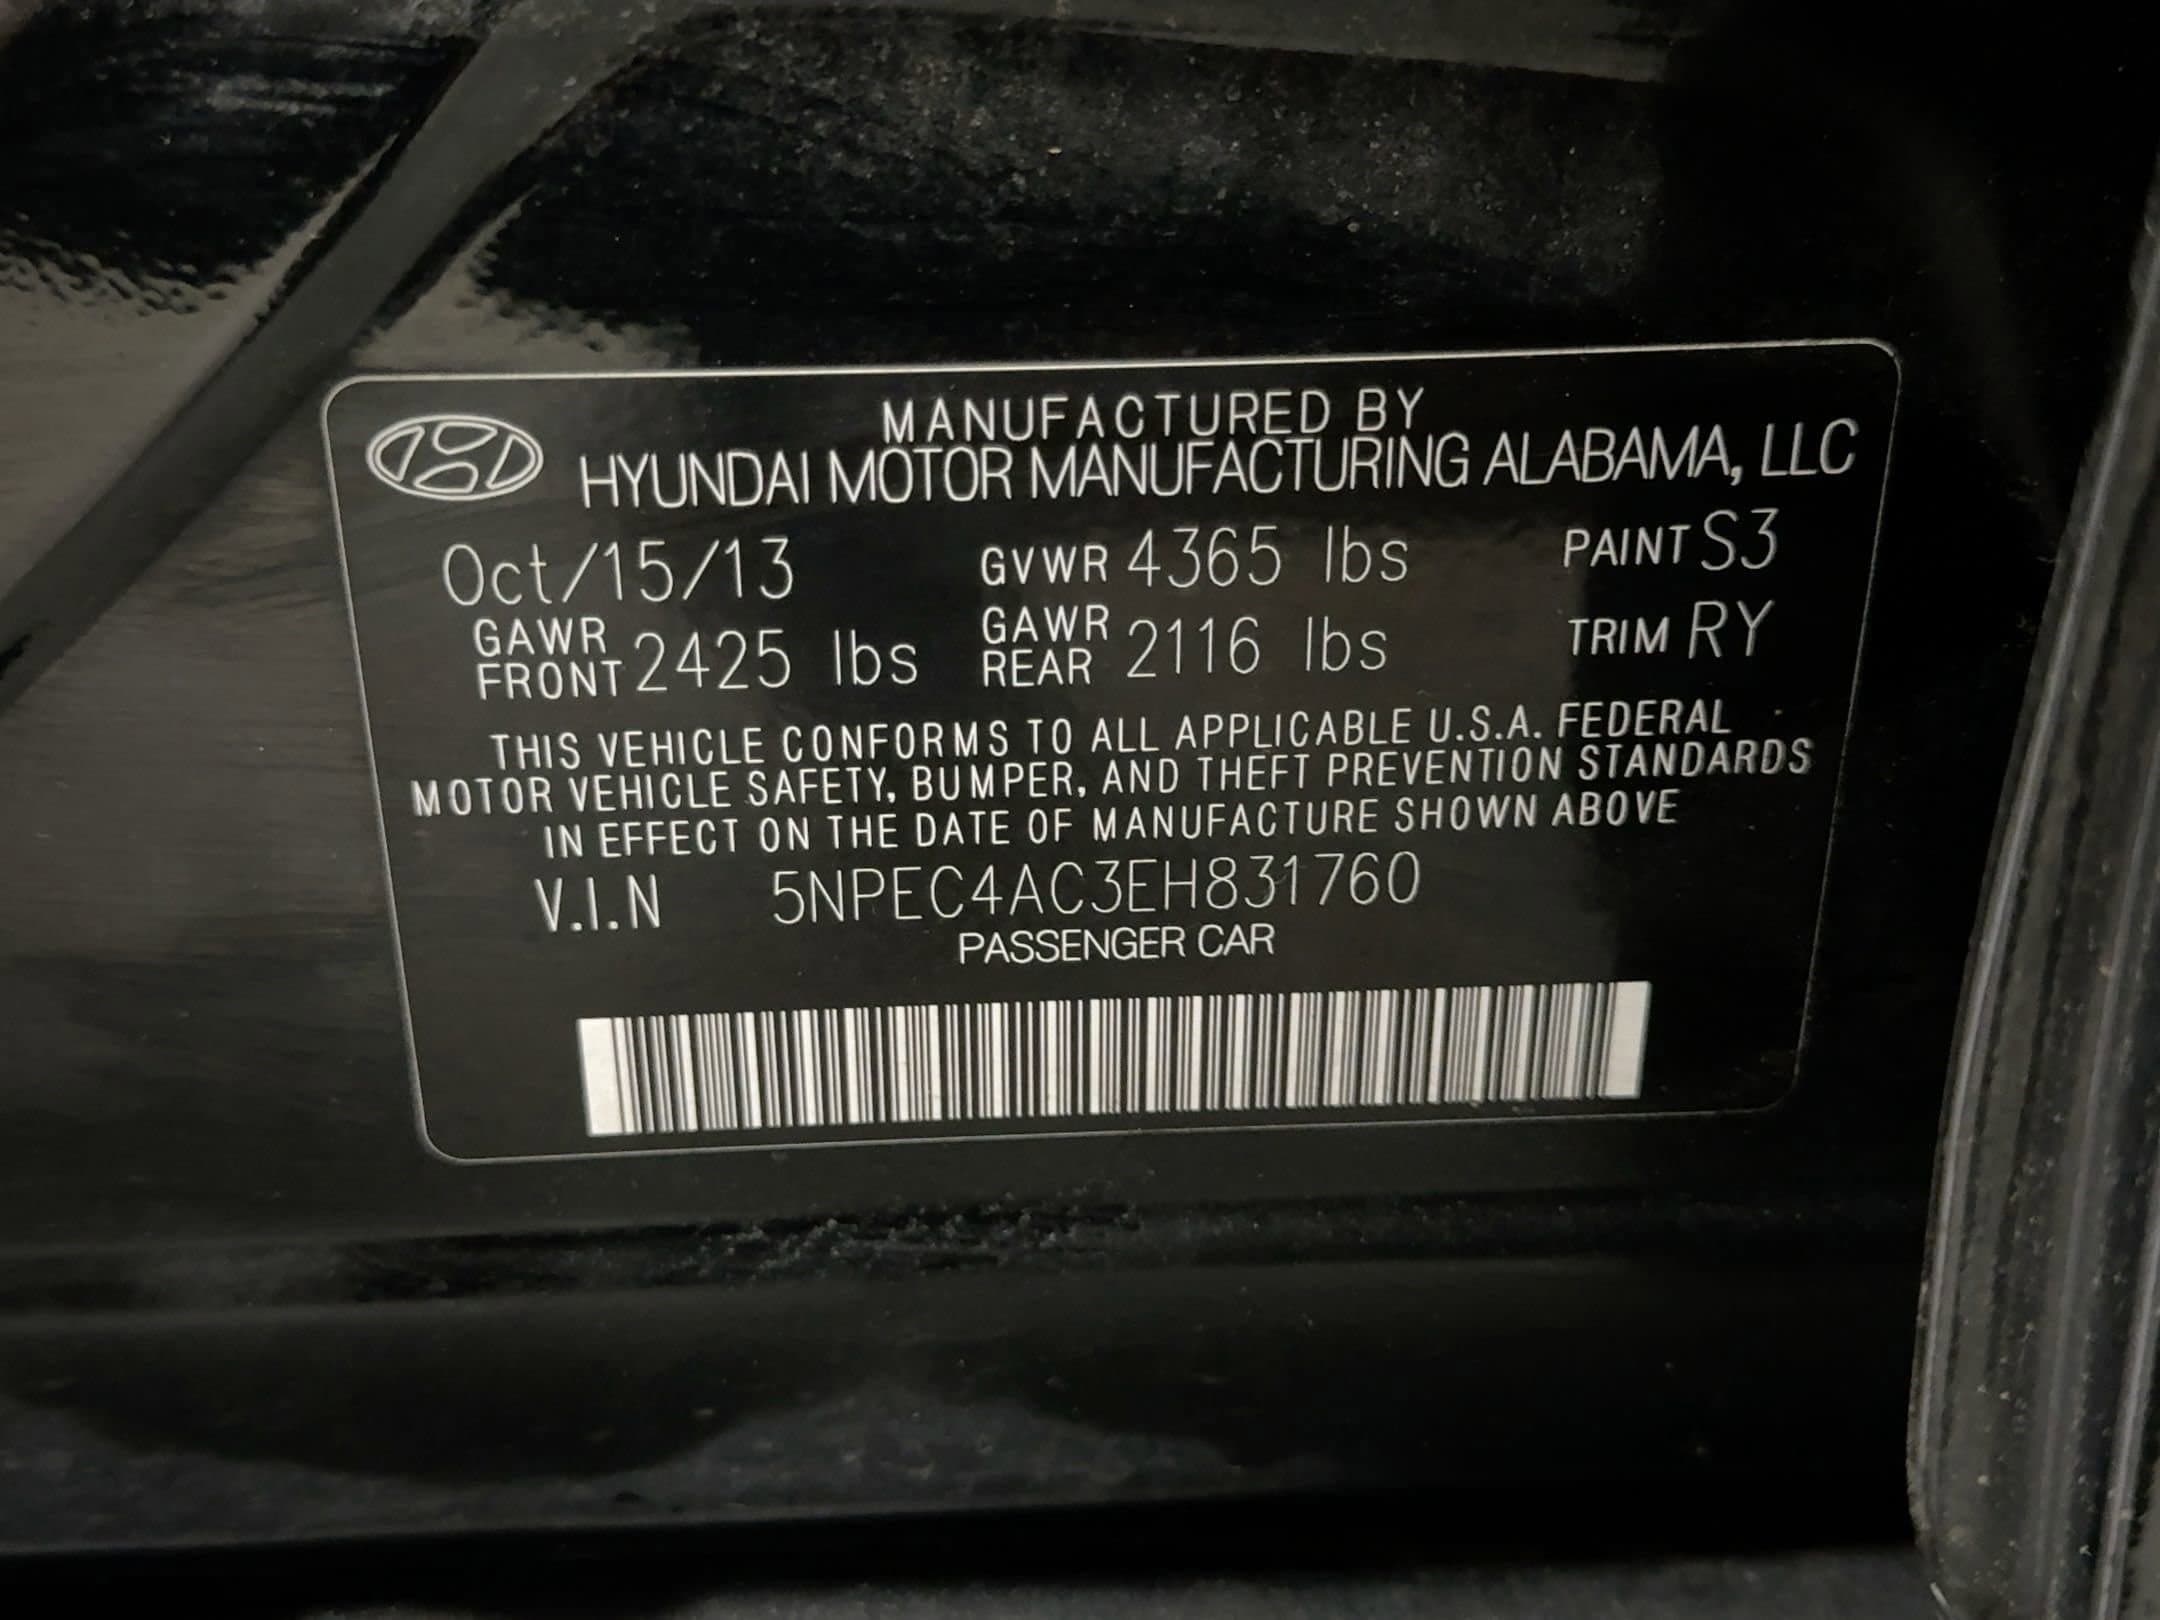 MANUFACTURED BY
HYUNDAI MOTOR MANUFACTURING ALABAMA, LLC
Oct/15/13 GVWR 4365 lbs PAINT S3
GAWR FRONT 2425 lbs GAWR REAR 2116 lbs TRIM RY
THIS VEHICLE CONFORMS TO ALL APPLICABLE U.S.A. FEDERAL
MOTOR VEHICLE SAFETY, BUMPER, AND THEFT PREVENTION STANDARDS
IN EFFECT ON THE DATE OF MANUFACTURE SHOWN ABOVE
V.I.N 5NPEC4AC3EH831760
PASSENGER CAR